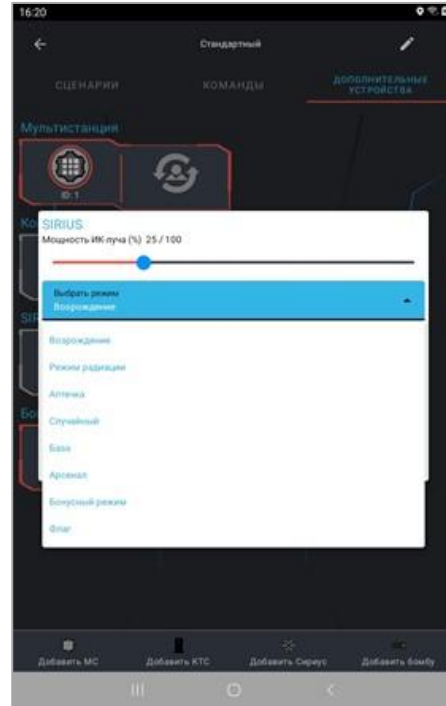 16:20
Стандартный
СЦЕНАРИИ
КОМАНДЫ
ДОПОЛНИТЕЛЬНЫЕ
УСТРОЙСТВА
Мультистанция
ID: 1
SIRIUS
Мощность ИК-луча (%) 25 / 100
Выбрать режим
Возрождение
Возрождение
Режим радиации
Аптечка
Случайный
База
Арсенал
Бонусный режим
Флаг
Добавить МС
Добавить КТС
Добавить Сириус
Добавить бомбу